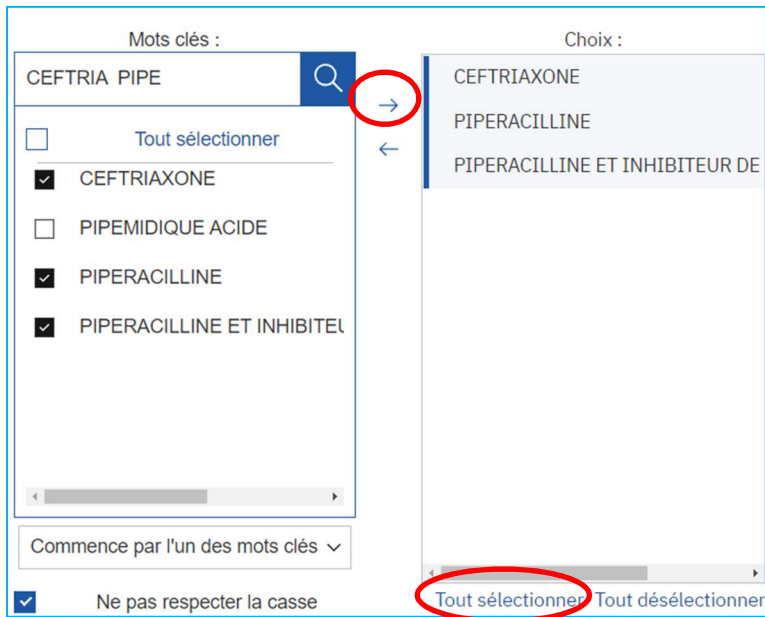 Mots clés :
CEFTRIA PIPE
Tout sélectionner
CEFTRIAXONE
PIPEMIDIQUE ACIDE
PIPERACILLINE
PIPERACILLINE ET INHIBITEU
Commence par l'un des mots clés
Ne pas respecter la casse
Choix :
CEFTRIAXONE
PIPERACILLINE
PIPERACILLINE ET INHIBITEUR DE
Tout sélectionner Tout désélectionner